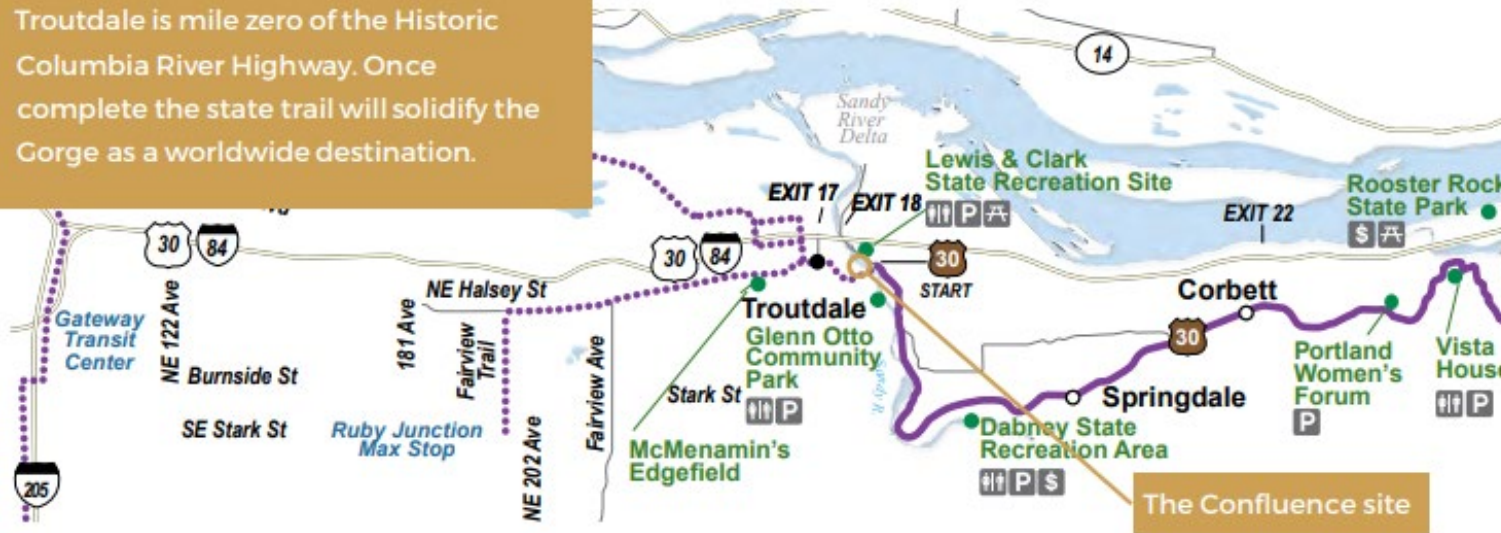 Troutdale is mile zero of the Historic
Columbia River Highway. Once
complete the state trail will solidify the
Gorge as a worldwide destination.
14
Sandy
River
Delta
Lewis & Clark
State Recreation Site
P
EXIT 17
EXIT 18
Rooster Rock
State Park
$
EXIT 22
30
84
30
84
30
START
NE Halsey St
Troutdale
Corbett
Gateway
Transit
Center
NE 122 Ave
181 Ave
Fairview
Trail
Fairview Ave
Glenn Otto
Community
Park
P
Sandy R
30
Portland
Women's
Forum
P
Vista
House
P
Burnside St
Stark St
Springdale
SE Stark St
Ruby Junction
Max Stop
NE 202 Ave
McMenamin's
Edgefield
Dabney State
Recreation Area
P $
205
The Confluence site